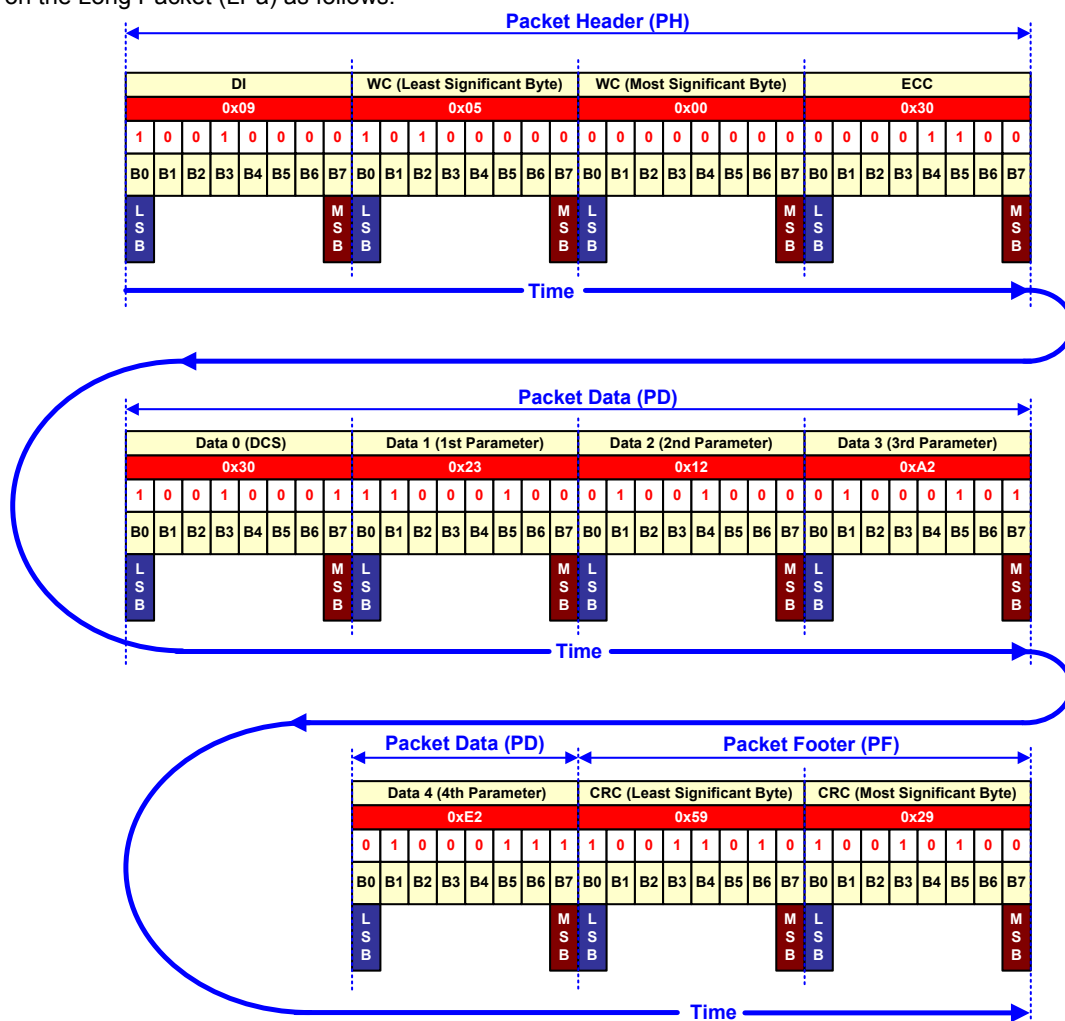 on the Long Packet (LPa) as follows:
Packet Header (PH)
DI WC (Least Significant Byte) WC (Most Significant Byte) ECC
0x09 0x05 0x00 0x30
1 0 0 1 0 0 0 0 1 0 1 0 0 0 0 0 0 0 0 0 0 0 0 0 0 0 0 0 1 1 0 0
B0 B1 B2 B3 B4 B5 B6 B7 B0 B1 B2 B3 B4 B5 B6 B7 B0 B1 B2 B3 B4 B5 B6 B7 B0 B1 B2 B3 B4 B5 B6 B7
LSB MSB LSB MSB LSB MSB LSB MSB
Time
Packet Data (PD)
Data 0 (DCS) Data 1 (1st Parameter) Data 2 (2nd Parameter) Data 3 (3rd Parameter)
0x30 0x23 0x12 0xA2
1 0 0 1 0 0 0 1 1 1 0 0 0 1 0 0 0 1 0 0 1 0 0 0 0 1 0 0 0 1 0 1
B0 B1 B2 B3 B4 B5 B6 B7 B0 B1 B2 B3 B4 B5 B6 B7 B0 B1 B2 B3 B4 B5 B6 B7 B0 B1 B2 B3 B4 B5 B6 B7
LSB MSB LSB MSB LSB MSB LSB MSB
Time
Packet Data (PD) Packet Footer (PF)
Data 4 (4th Parameter) CRC (Least Significant Byte) CRC (Most Significant Byte)
0xE2 0x59 0x29
0 1 0 0 0 1 1 1 1 0 0 1 1 0 1 0 1 0 0 1 0 1 0 0
B0 B1 B2 B3 B4 B5 B6 B7 B0 B1 B2 B3 B4 B5 B6 B7 B0 B1 B2 B3 B4 B5 B6 B7
LSB MSB LSB MSB LSB MSB
Time